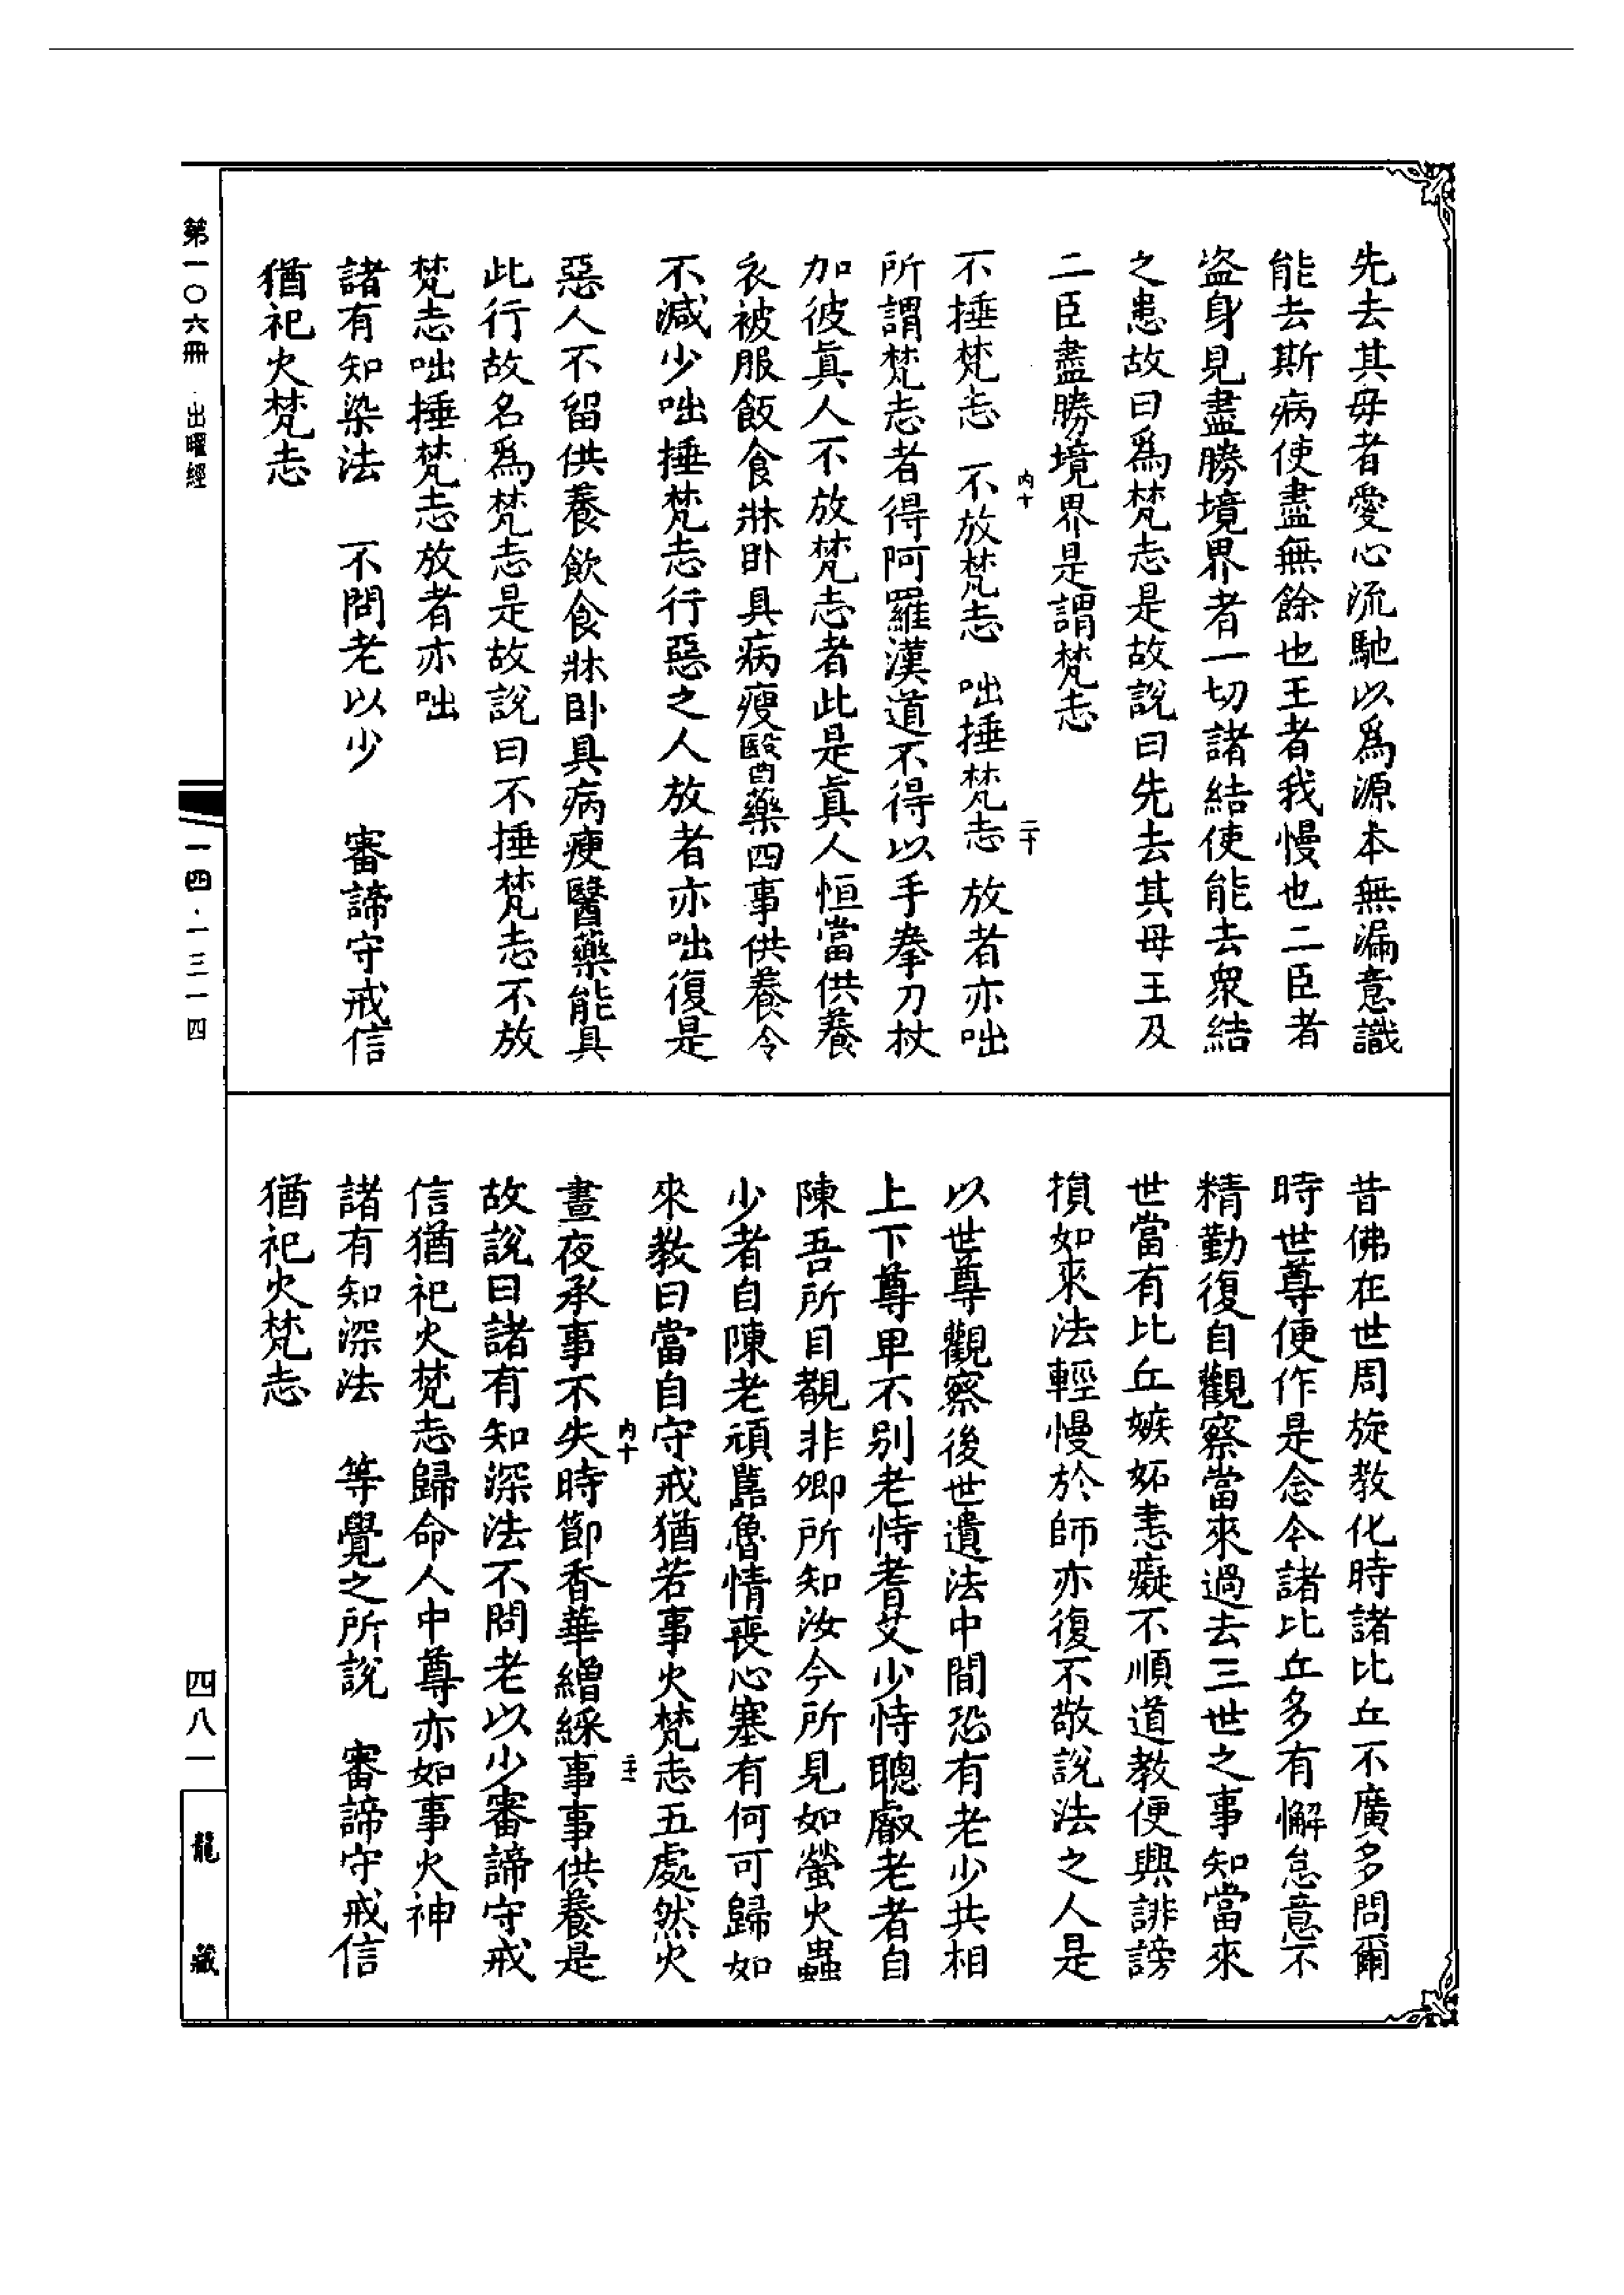 先去其毋者愛心流馳以爲源本無漏意識
能去斯病使盡無餘也王者我慢也二臣者
盗身見盡勝境界者一切諸結使能去衆結
之患故曰爲梵志是故說曰先去其母王及
二臣盡勝境界是謂梵志
内十
二十
不捶梵志 不放梵志 咄捶梵志 放者亦咄
所謂梵志者得阿羅漢道不得以手拳刀杖
加彼眞人不放梵志者此是眞人恒當供養
衣被服飯食牀卧具病瘦醫藥四事供養令
不減少咄捶梵志行惡之人放者亦咄復是
惡人不留供養飲食牀卧具病瘦醫藥能具
此行故名爲梵志是故說曰不捶梵志不放
梵志咄捶梵志放者亦咄
諸有知染法 不問老以少 審諦守戒信
猶祀火梵志
昔佛在世周旋教化時諸比丘不廣多問爾
時世尊便作是念今諸比丘多有懈怠意不
精勤復自觀察當來過去三世之事知當來
世當有比丘嫉妬恚癡不順道教便興誹謗
損如來法輕慢於師亦復不敬說法之人是
以世尊觀察後世遺法中間恐有老少共相
上下尊卑不別老恃耆艾少恃聰叡老者自
陳吾所目覩非卿所知汝今所見如螢火蟲
少者自陳老頑嚚魯情喪心塞有何可歸如
來教曰當自守戒猶若事火梵志五處然火
内十
二十一
晝夜承事不失時節香華繒綵事事供養是
故說曰諸有知深法不問老以少審諦守戒
信猶祀火梵志歸命人中尊亦如事火神
諸有知深法 等覺之所說 審諦守戒信
猶祀火梵志
第一〇六冊 出曜經
一四·一三一四
四八一
龍藏